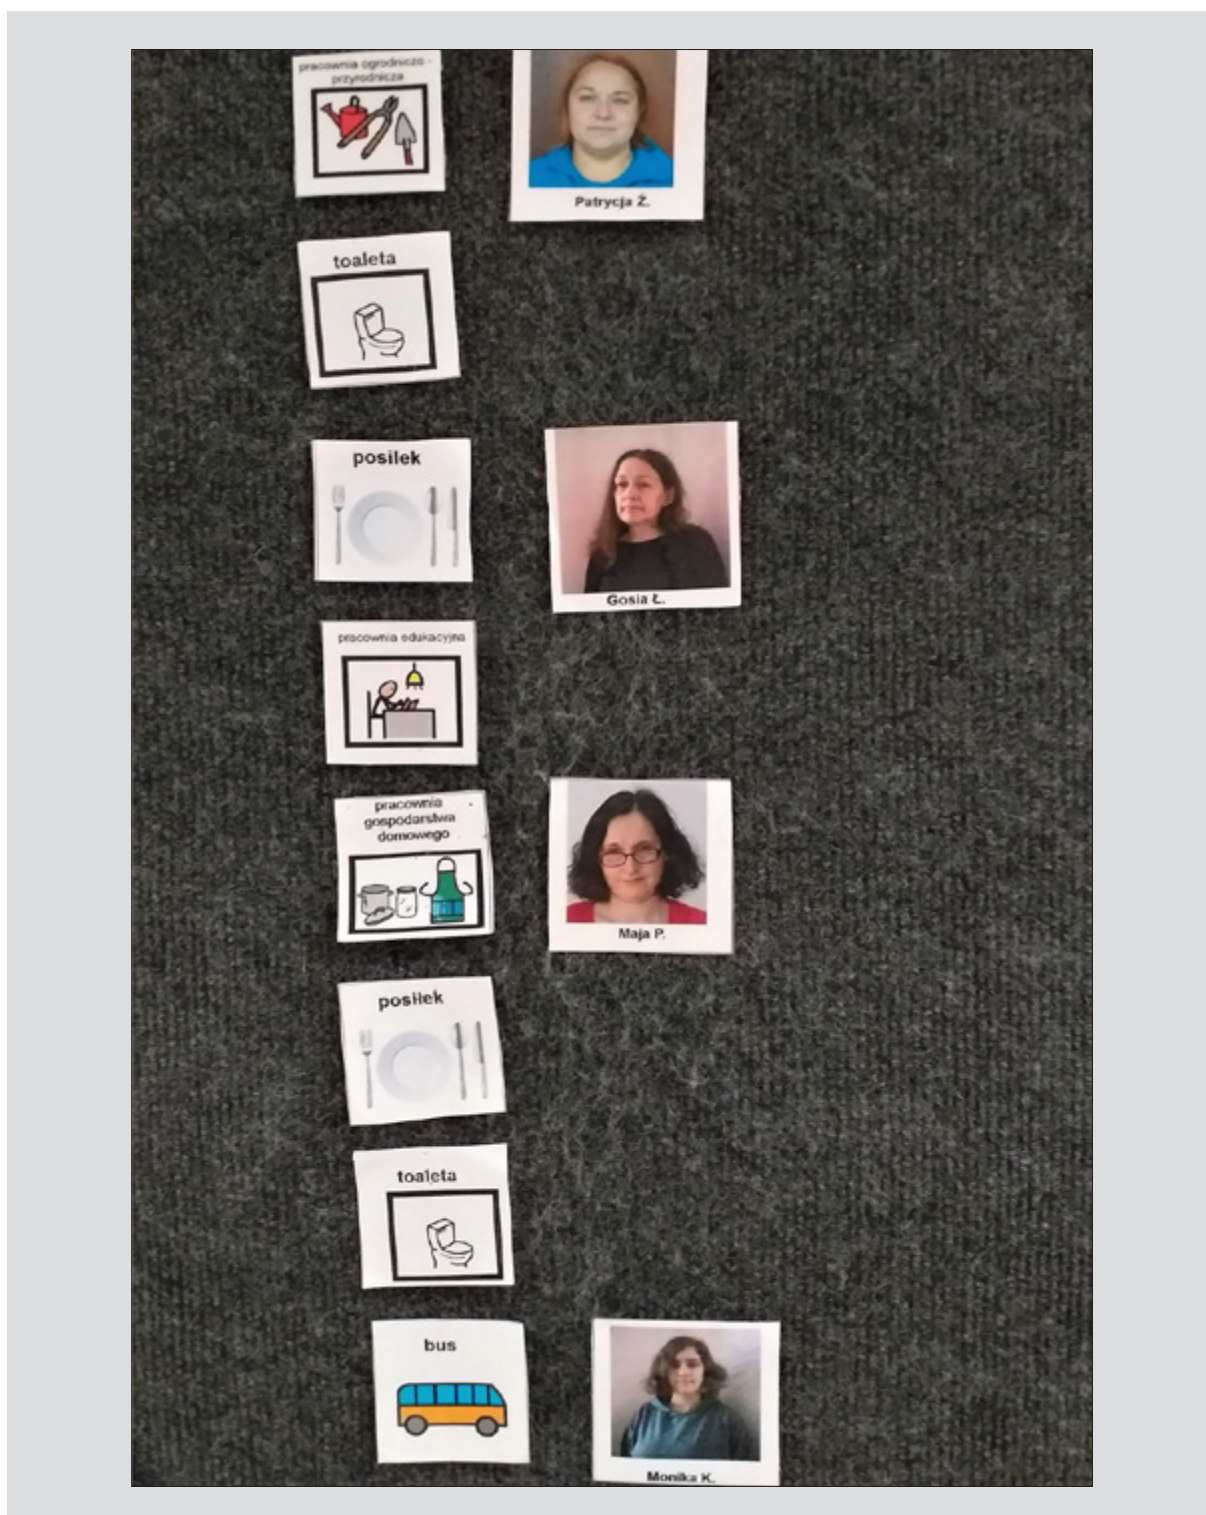 pracownia ogrodniczo -
przyrodnicza
Patrycja Ż.
toaleta
posiłek
Gosia Ł.
pracownia edukacyjna
pracownia
gospodarstwa
domowego
Maja P.
posiłek
toaleta
bus
Monika K.